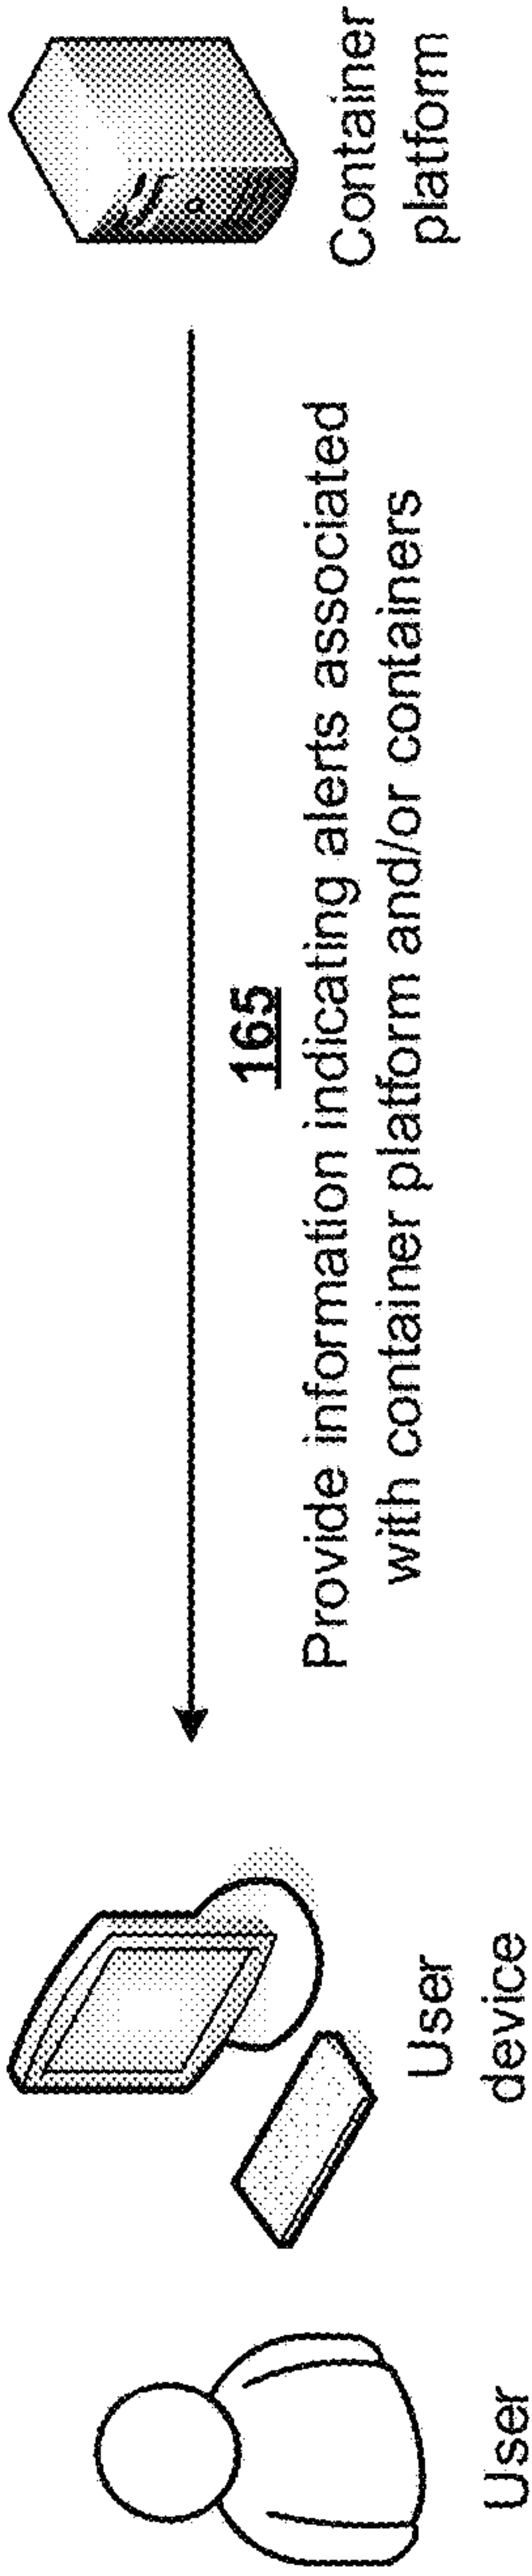 User
User
device
165
Provide information indicating alerts associated
with container platform and/or containers
Container
platform